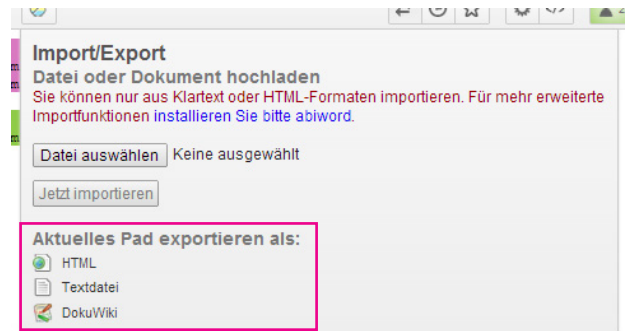 Import/Export
Datei oder Dokument hochladen
Sie können nur aus Klartext oder HTML-Formaten importieren. Für mehr erweiterte
Importfunktionen installieren Sie bitte abiword.
Datei auswählen Keine ausgewählt
Jetzt importieren
Aktuelles Pad exportieren als:
HTML
Textdatei
DokuWiki